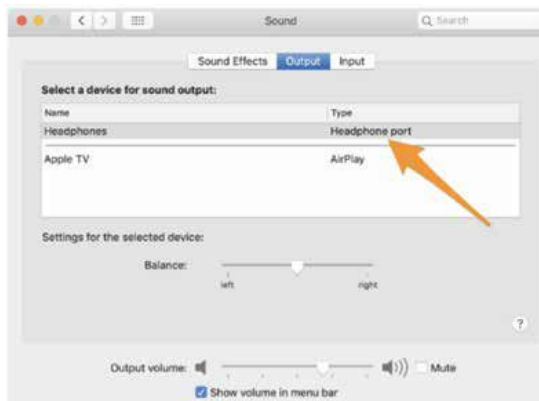 Sound
Search
Sound Effects Output Input
Select a device for sound output:
Name Type
Headphones Headphone port
Apple TV AirPlay
Settings for the selected device:
Balance:
left right
?
Output volume: Mute
Show volume in menu bar